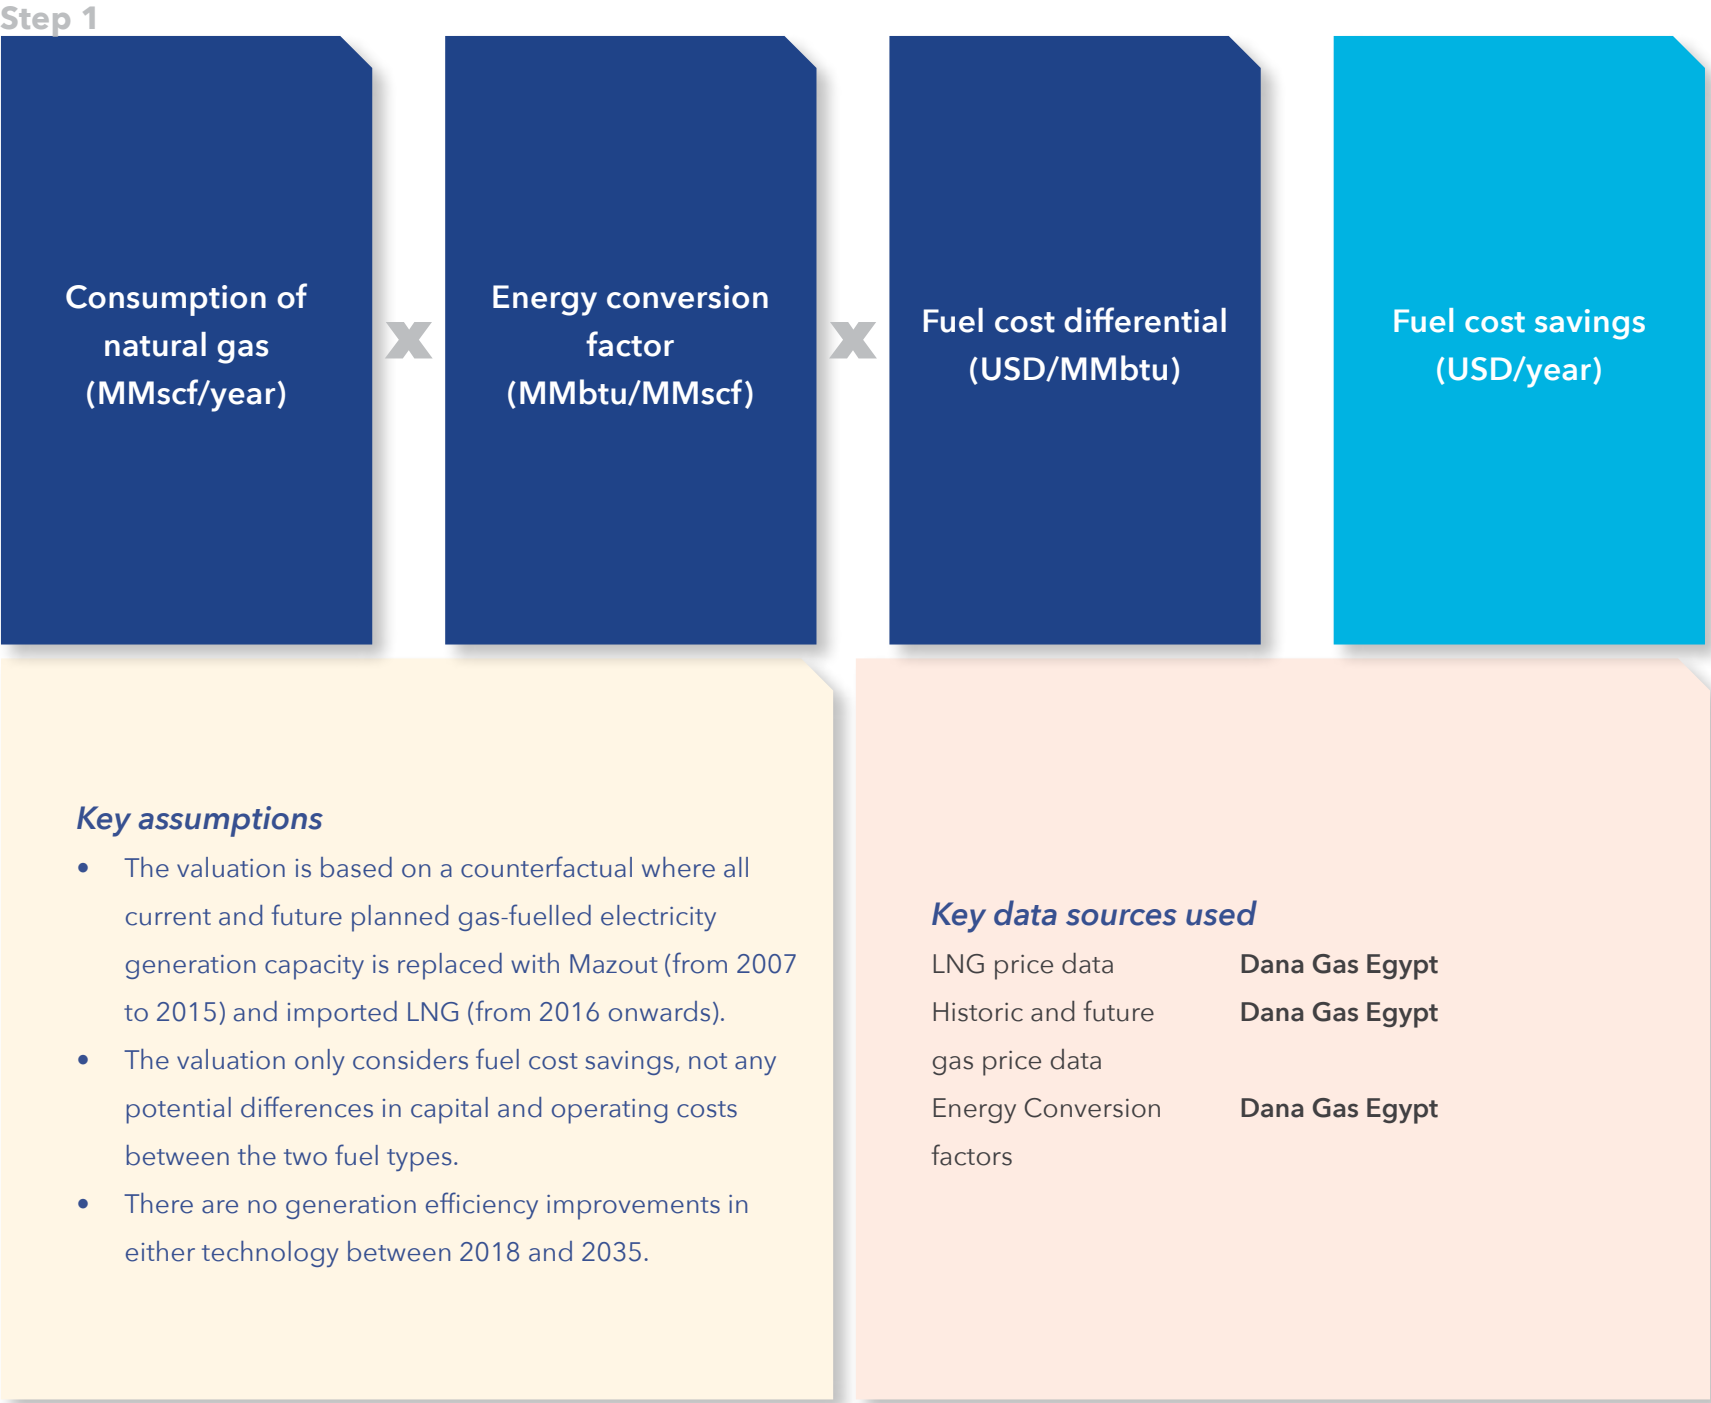 Step 1
Consumption of
natural gas
(MMscf/year)
x
Energy conversion
factor
(MMbtu/MMscf)
x
Fuel cost differential
(USD/MMbtu)
Fuel cost savings
(USD/year)
Key assumptions
• The valuation is based on a counterfactual where all
current and future planned gas-fuelled electricity
generation capacity is replaced with Mazout (from 2007
to 2015) and imported LNG (from 2016 onwards).
• The valuation only considers fuel cost savings, not any
potential differences in capital and operating costs
between the two fuel types.
• There are no generation efficiency improvements in
either technology between 2018 and 2035.
Key data sources used
LNG price data Dana Gas Egypt
Historic and future Dana Gas Egypt
gas price data
Energy Conversion Dana Gas Egypt
factors